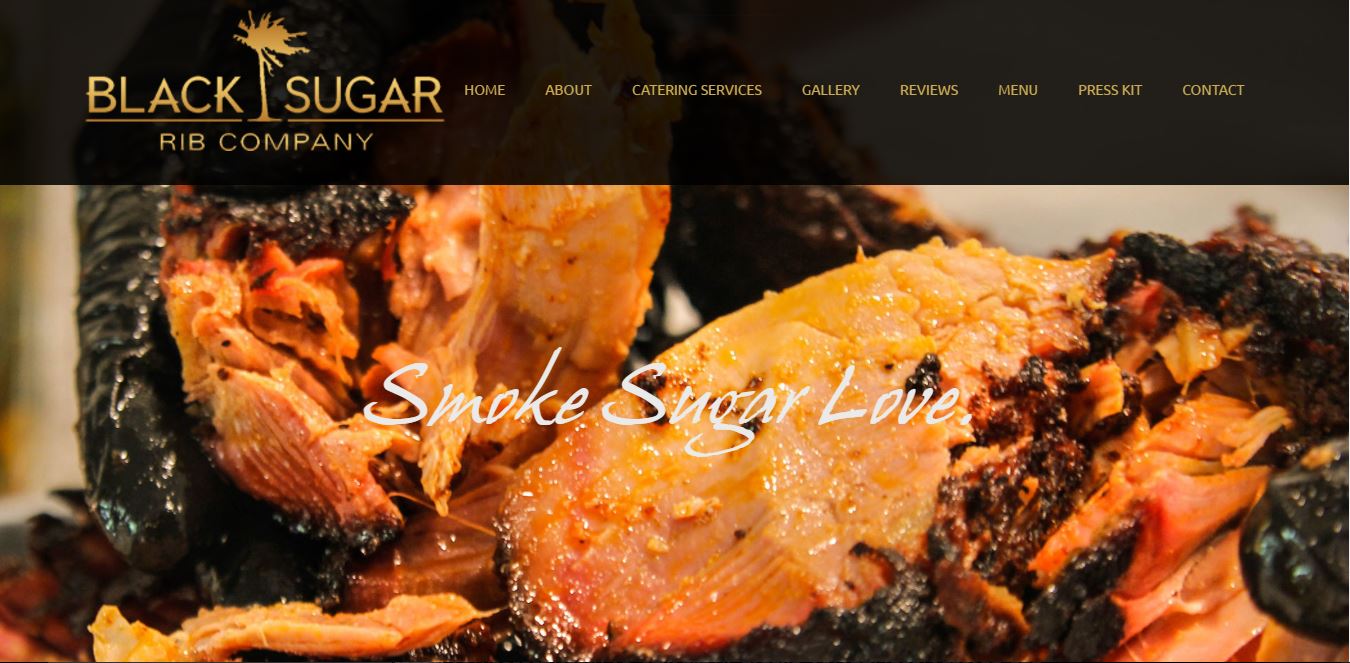 BLACK SUGAR
RIB COMPANY
HOME ABOUT CATERING SERVICES GALLERY REVIEWS MENU PRESS KIT CONTACT
Smoke Sugar Love.